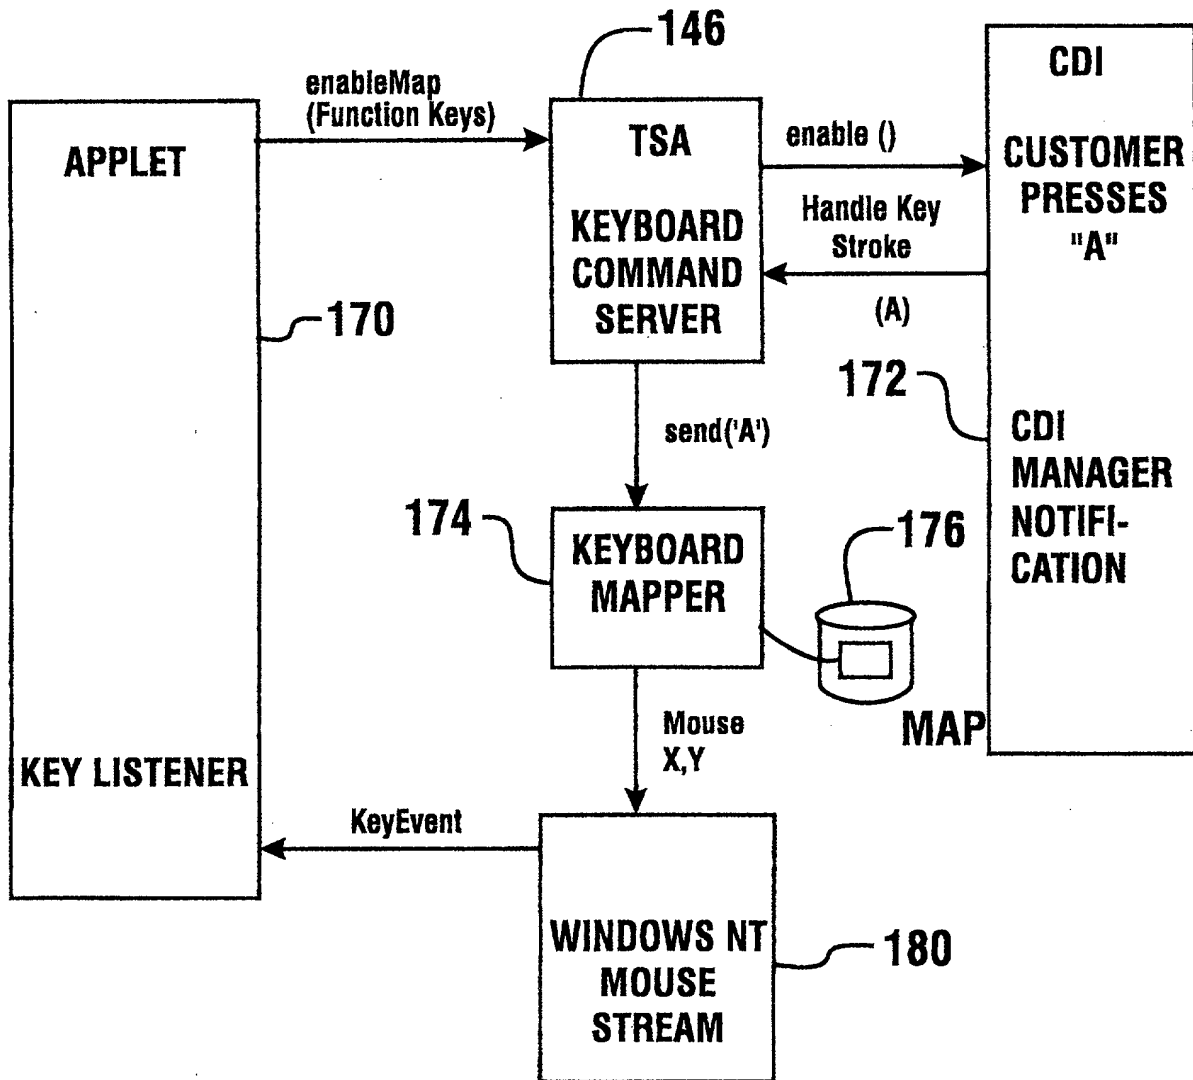 146
enableMap
(Function Keys)
APPLET
TSA
KEYBOARD
COMMAND
SERVER
enable ()
CDI
CUSTOMER
PRESSES
"A"
Handle Key
Stroke
(A)
170
172
CDI
MANAGER
NOTIFI-
CATION
send('A')
174
KEYBOARD
MAPPER
176
MAP
Mouse
X,Y
KEY LISTENER
KeyEvent
WINDOWS NT
MOUSE
STREAM
180